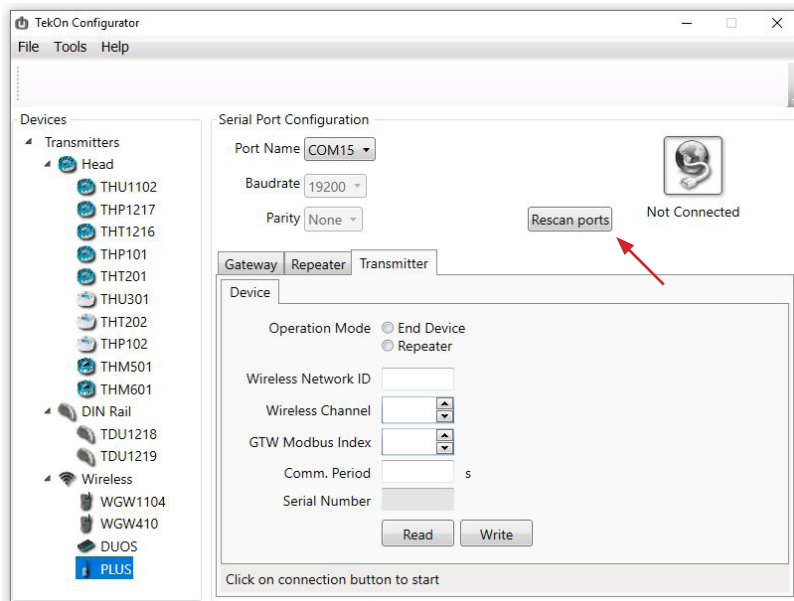 TekOn Configurator
File Tools Help
Devices
Transmitters
Head
THU1102
THP1217
THT1216
THP101
THT201
THU301
THT202
THP102
THM501
THM601
DIN Rail
TDU1218
TDU1219
Wireless
WGW1104
WGW410
DUOS
PLUS
Serial Port Configuration
Port Name COM15
Baudrate 19200
Parity None
Rescan ports
Not Connected
Gateway Repeater Transmitter
Device
Operation Mode End Device
Repeater
Wireless Network ID
Wireless Channel
GTW Modbus Index
Comm. Period s
Serial Number
Read Write
Click on connection button to start